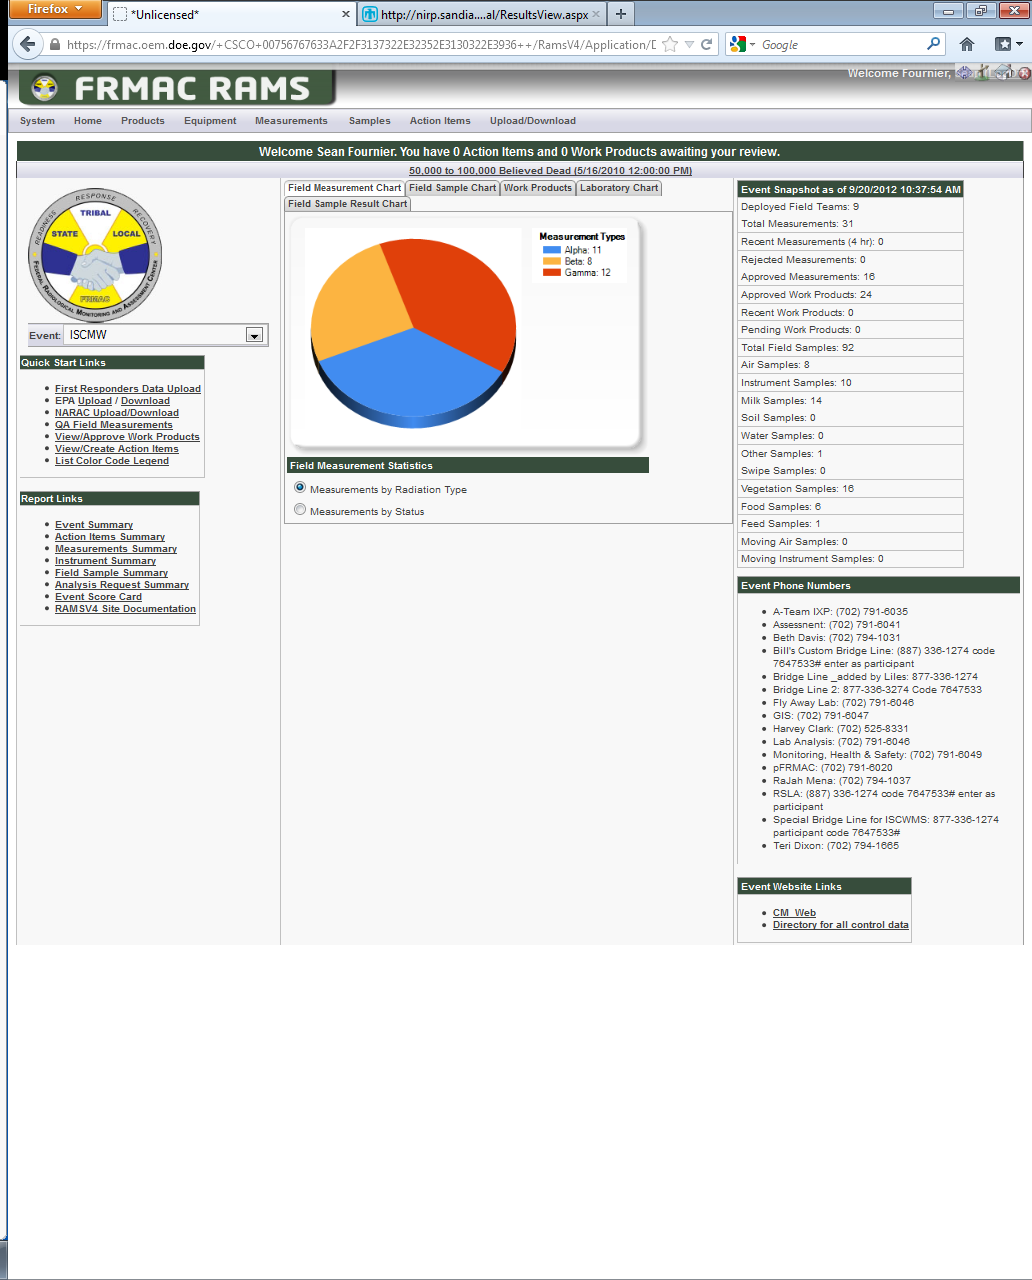 Firefox
*Unlicensed*
http://nirp.sandia....al/ResultsView.aspx
https://frmac.oem.doe.gov/+CSCO+00756767633A2F2F3137322E32352E3130322E3936++/RamsV4/Application/D
Google
FRMAC RAMS
Welcome Fournier,
System Home Products Equipment Measurements Samples Action Items Upload/Download
Welcome Sean Fournier. You have 0 Action Items and 0 Work Products awaiting your review.
50,000 to 100,000 Believed Dead (5/16/2010 12:00:00 PM)
READINESS RESPONSE RECOVERY
TRIBAL
STATE LOCAL
FRMAC
FEDERAL RADIOLOGICAL MONITORING AND ASSESSMENT CENTER
Event: ISCMW
Quick Start Links
First Responders Data Upload
EPA Upload / Download
NARAC Upload/Download
QA Field Measurements
View/Approve Work Products
View/Create Action Items
List Color Code Legend
Report Links
Event Summary
Action Items Summary
Measurements Summary
Instrument Summary
Field Sample Summary
Analysis Request Summary
Event Score Card
RAMSV4 Site Documentation
Field Measurement Chart Field Sample Chart Work Products Laboratory Chart
Field Sample Result Chart
Measurement Types
Alpha: 11
Beta: 8
Gamma: 12
Field Measurement Statistics
Measurements by Radiation Type
Measurements by Status
Event Snapshot as of 9/20/2012 10:37:54 AM
Deployed Field Teams: 9
Total Measurements: 31
Recent Measurements (4 hr): 0
Rejected Measurements: 0
Approved Measurements: 16
Approved Work Products: 24
Recent Work Products: 0
Pending Work Products: 0
Total Field Samples: 92
Air Samples: 8
Instrument Samples: 10
Milk Samples: 14
Soil Samples: 0
Water Samples: 0
Other Samples: 1
Swipe Samples: 0
Vegetation Samples: 16
Food Samples: 6
Feed Samples: 1
Moving Air Samples: 0
Moving Instrument Samples: 0
Event Phone Numbers
A-Team IXP: (702) 791-6035
Assessnent: (702) 791-6041
Beth Davis: (702) 794-1031
Bill's Custom Bridge Line: (887) 336-1274 code
7647533# enter as participant
Bridge Line _added by Liles: 877-336-1274
Bridge Line 2: 877-336-3274 Code 7647533
Fly Away Lab: (702) 791-6046
GIS: (702) 791-6047
Harvey Clark: (702) 525-8331
Lab Analysis: (702) 791-6046
Monitoring, Health & Safety: (702) 791-6049
pFRMAC: (702) 791-6020
RaJah Mena: (702) 794-1037
RSLA: (887) 336-1274 code 7647533# enter as
participant
Special Bridge Line for ISCWMS: 877-336-1274
participant code 7647533#
Teri Dixon: (702) 794-1665
Event Website Links
CM_Web
Directory for all control data